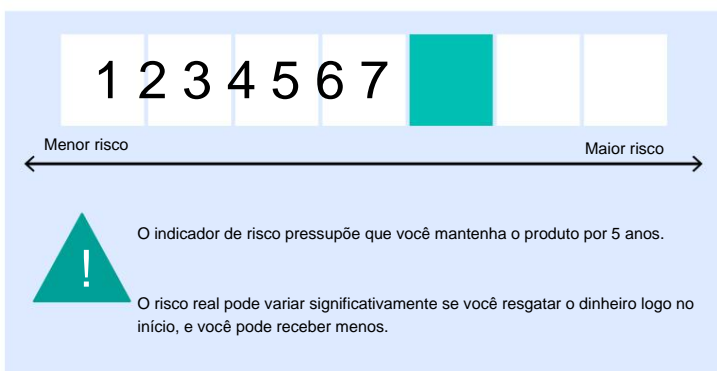 1 2 3 4 5 6 7
Menor risco
Maior risco
!
O indicador de risco pressupõe que você mantenha o produto por 5 anos.
O risco real pode variar significativamente se você resgatar o dinheiro logo no
início, e você pode receber menos.